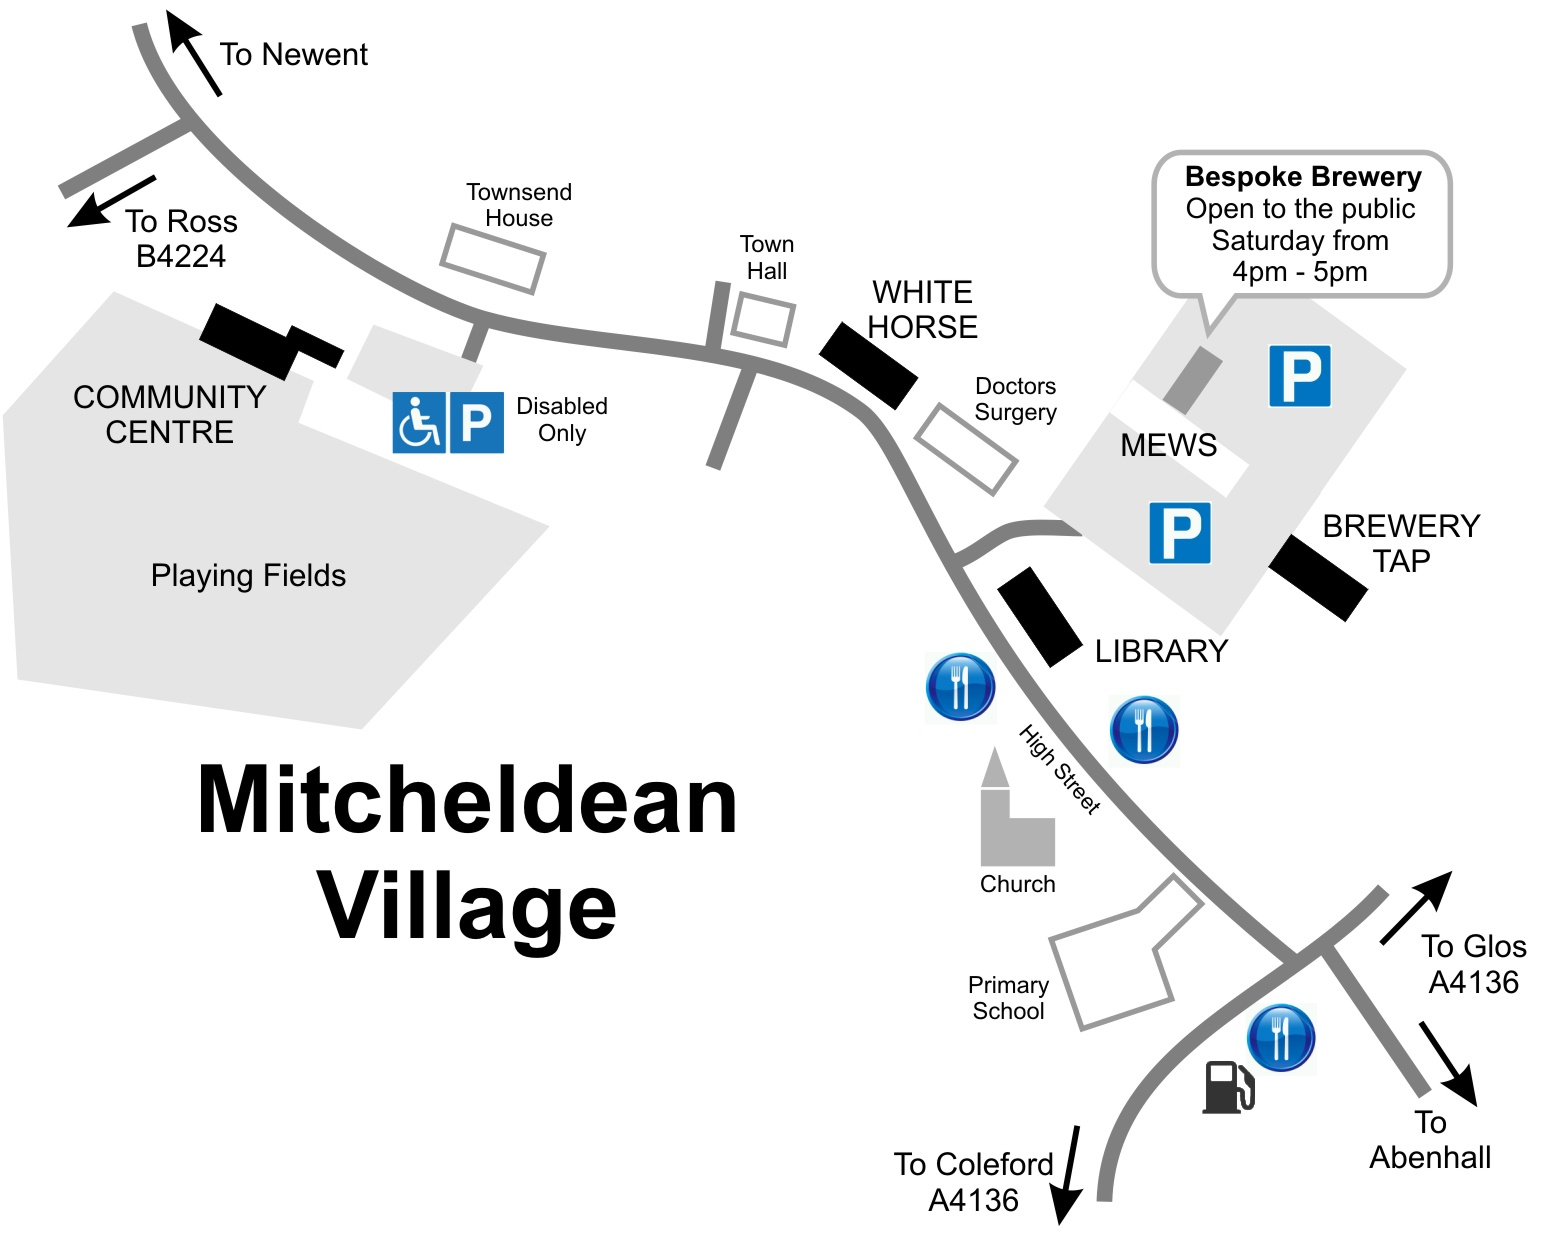 To Newent
To Ross
B4224
Townsend
House
Town
Hall
WHITE
HORSE
Bespoke Brewery
Open to the public
Saturday from
4pm - 5pm
Doctors
Surgery
P
MEWS
COMMUNITY
CENTRE
P
Disabled
Only
P
BREWERY
TAP
Playing Fields
LIBRARY
High Street
Mitcheldean
Village
Church
Primary
School
To Glos
A4136
To
Abenhall
To Coleford
A4136